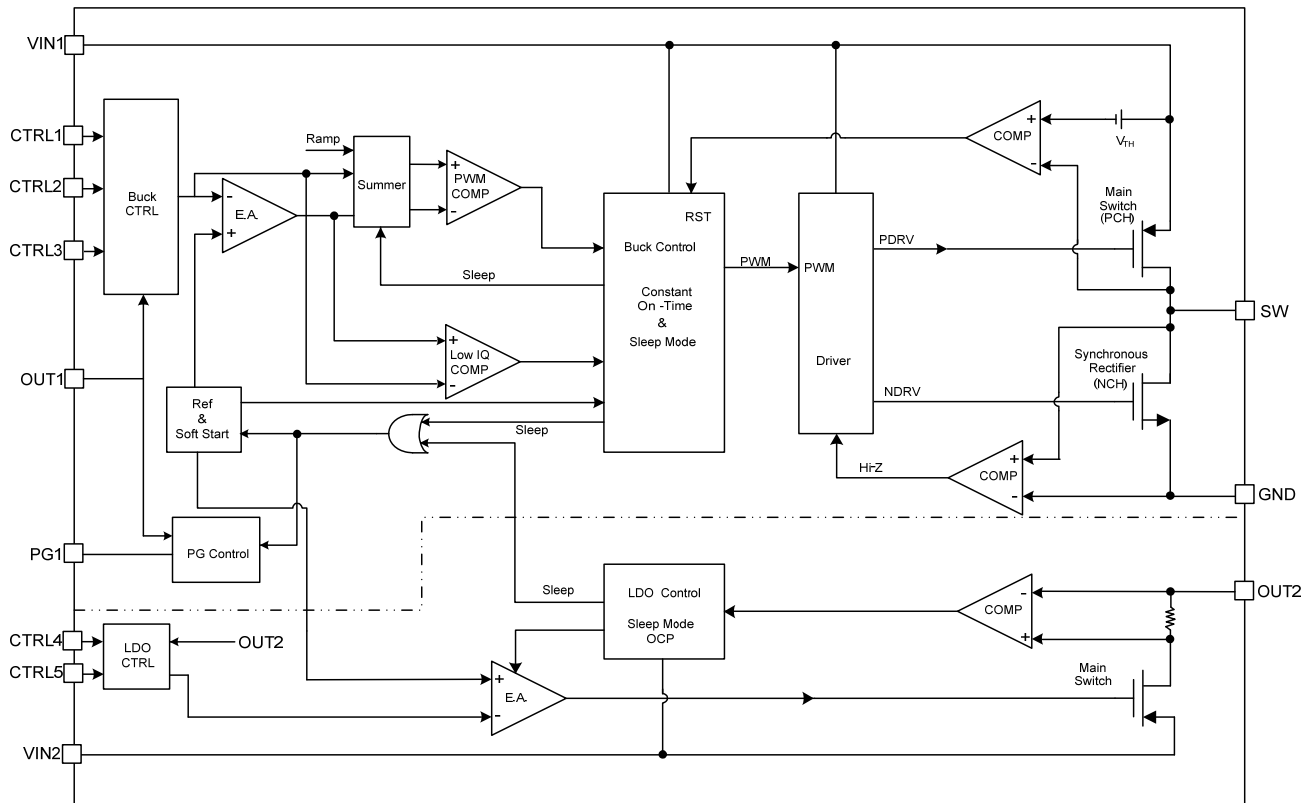 VIN1
CTRL1
CTRL2
CTRL3
Buck
CTRL
OUT1
PG1
CTRL4
CTRL5
VIN2
Ramp
Summer
-
E.A.
+
+
PWM
COMP
-
Sleep
+
Low IQ
COMP
-
Ref
&
Soft Start
Sleep
PG Control
RST
Buck Control
Constant
On -Time
&
Sleep Mode
PWM
PWM
Driver
PDRV
NDRV
Hi-Z
+
COMP
-
VTH
Main
Switch
(PCH)
SW
Synchronous
Rectifier
(NCH)
+
COMP
-
GND
LDO
CTRL
OUT2
Sleep
LDO Control
Sleep Mode
OCP
-
COMP
+
OUT2
+
E.A.
-
Main
Switch